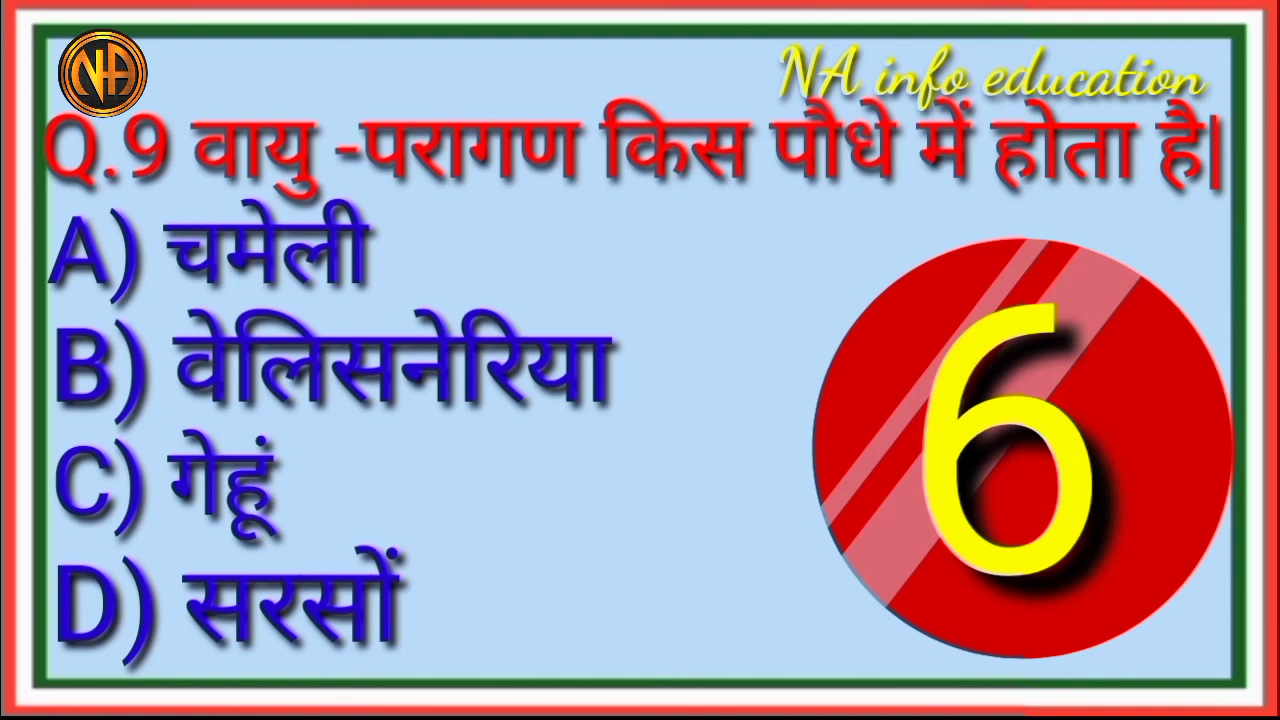 NA
NA info education
Q.9 वायु -परागण किस पौधे में होता है|
A) चमेली
B) वेलिसनेरिया
C) गेहूं
D) सरसों
6